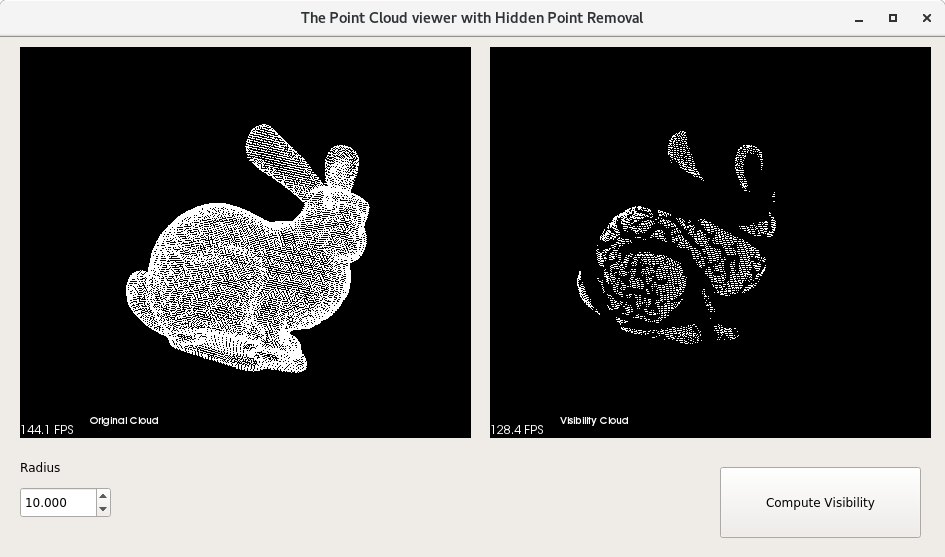 The Point Cloud viewer with Hidden Point Removal
Original Cloud
144.1 FPS
Visibility Cloud
128.4 FPS
Radius
10.000
Compute Visibility